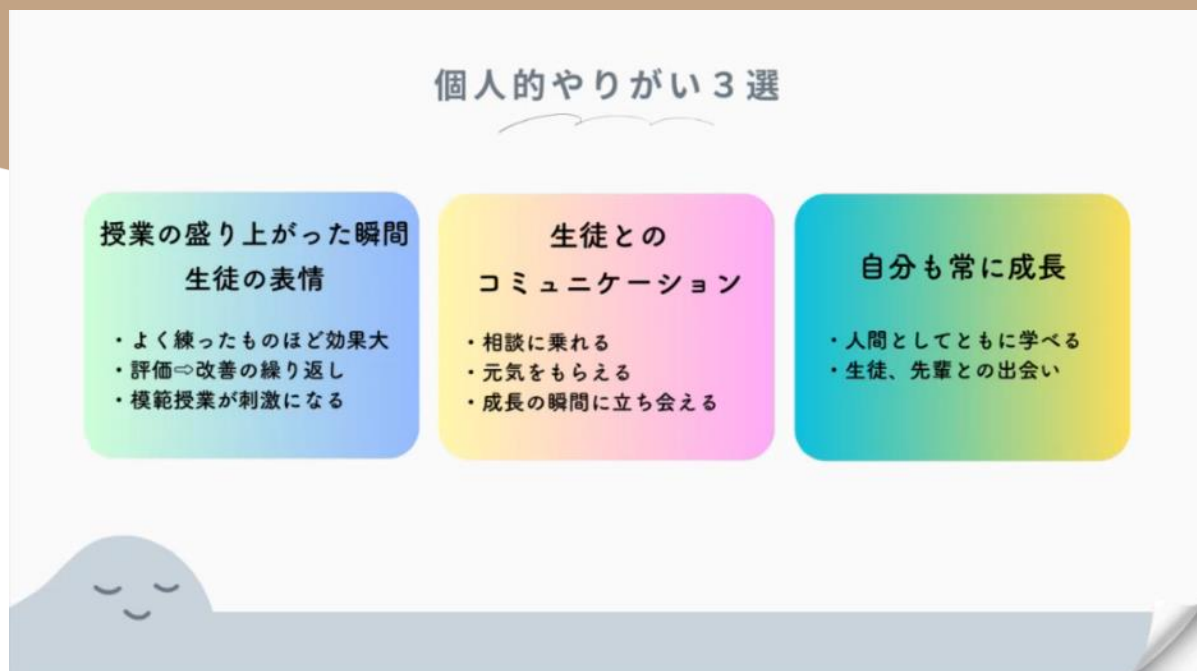 個人的やりがい３選
授業の盛り上がった瞬間
生徒の表情
・よく練ったものほど効果大
・評価⇨改善の繰り返し
・模範授業が刺激になる
生徒との
コミュニケーション
・相談に乗れる
・元気をもらえる
・成長の瞬間に立ち会える
自分も常に成長
・人間としてともに学べる
・生徒、先輩との出会い